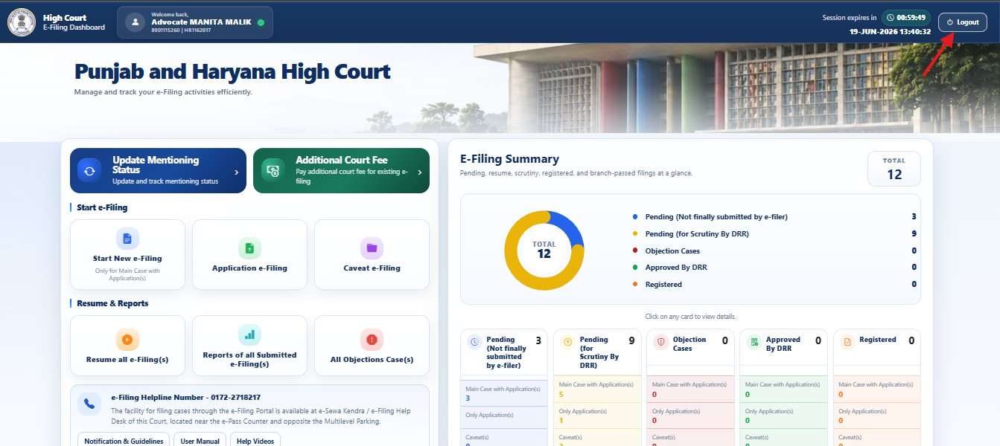 High Court
E-Filing Dashboard
Welcome back,
Advocate MANITA MALIK
8901115260 | HR1162017
Session expires in
00:59:49
19-JUN-2026 13:40:32
Logout
Punjab and Haryana High Court
Manage and track your e-Filing activities efficiently.
Update Mentioning
Status
Update and track mentioning status
Additional Court Fee
Pay additional court fee for existing e-
filing
Start e-Filing
Start New e-Filing
Only for Main Case with
Application(s)
Application e-Filing
Caveat e-Filing
Resume & Reports
Resume all e-Filing(s)
Reports of all Submitted
e-Filing(s)
All Objections Case(s)
e-Filing Helpline Number - 0172-2718217
The facility for filing cases through the e-Filing Portal is available at e-Sewa Kendra / e-Filing Help
Desk of this Court, located near the e-Pass Counter and opposite the Multilevel Parking.
Notification & Guidelines
User Manual
Help Videos
E-Filing Summary
Pending, resume, scrutiny, registered, and branch-passed filings at a glance.
TOTAL
12
TOTAL
12
Pending (Not finally submitted by e-filer) 3
Pending (for Scrutiny By DRR) 9
Objection Cases 0
Approved By DRR 0
Registered 0
Click on any card to view details.
Pending
(Not finally
submitted
by e-filer)
3
Main Case with Application(s)
3
Only Application(s)
Caveat(s)
Pending
(for
Scrutiny By
DRR)
9
Main Case with Application(s)
5
Only Application(s)
1
Caveat(s)
Objection
Cases
0
Main Case with Application(s)
0
Only Application(s)
0
Caveat(s)
Approved
By DRR
0
Main Case with Application(s)
0
Only Application(s)
0
Caveat(s)
Registered
0
Main Case with Application(s)
0
Only Application(s)
0
Caveat(s)